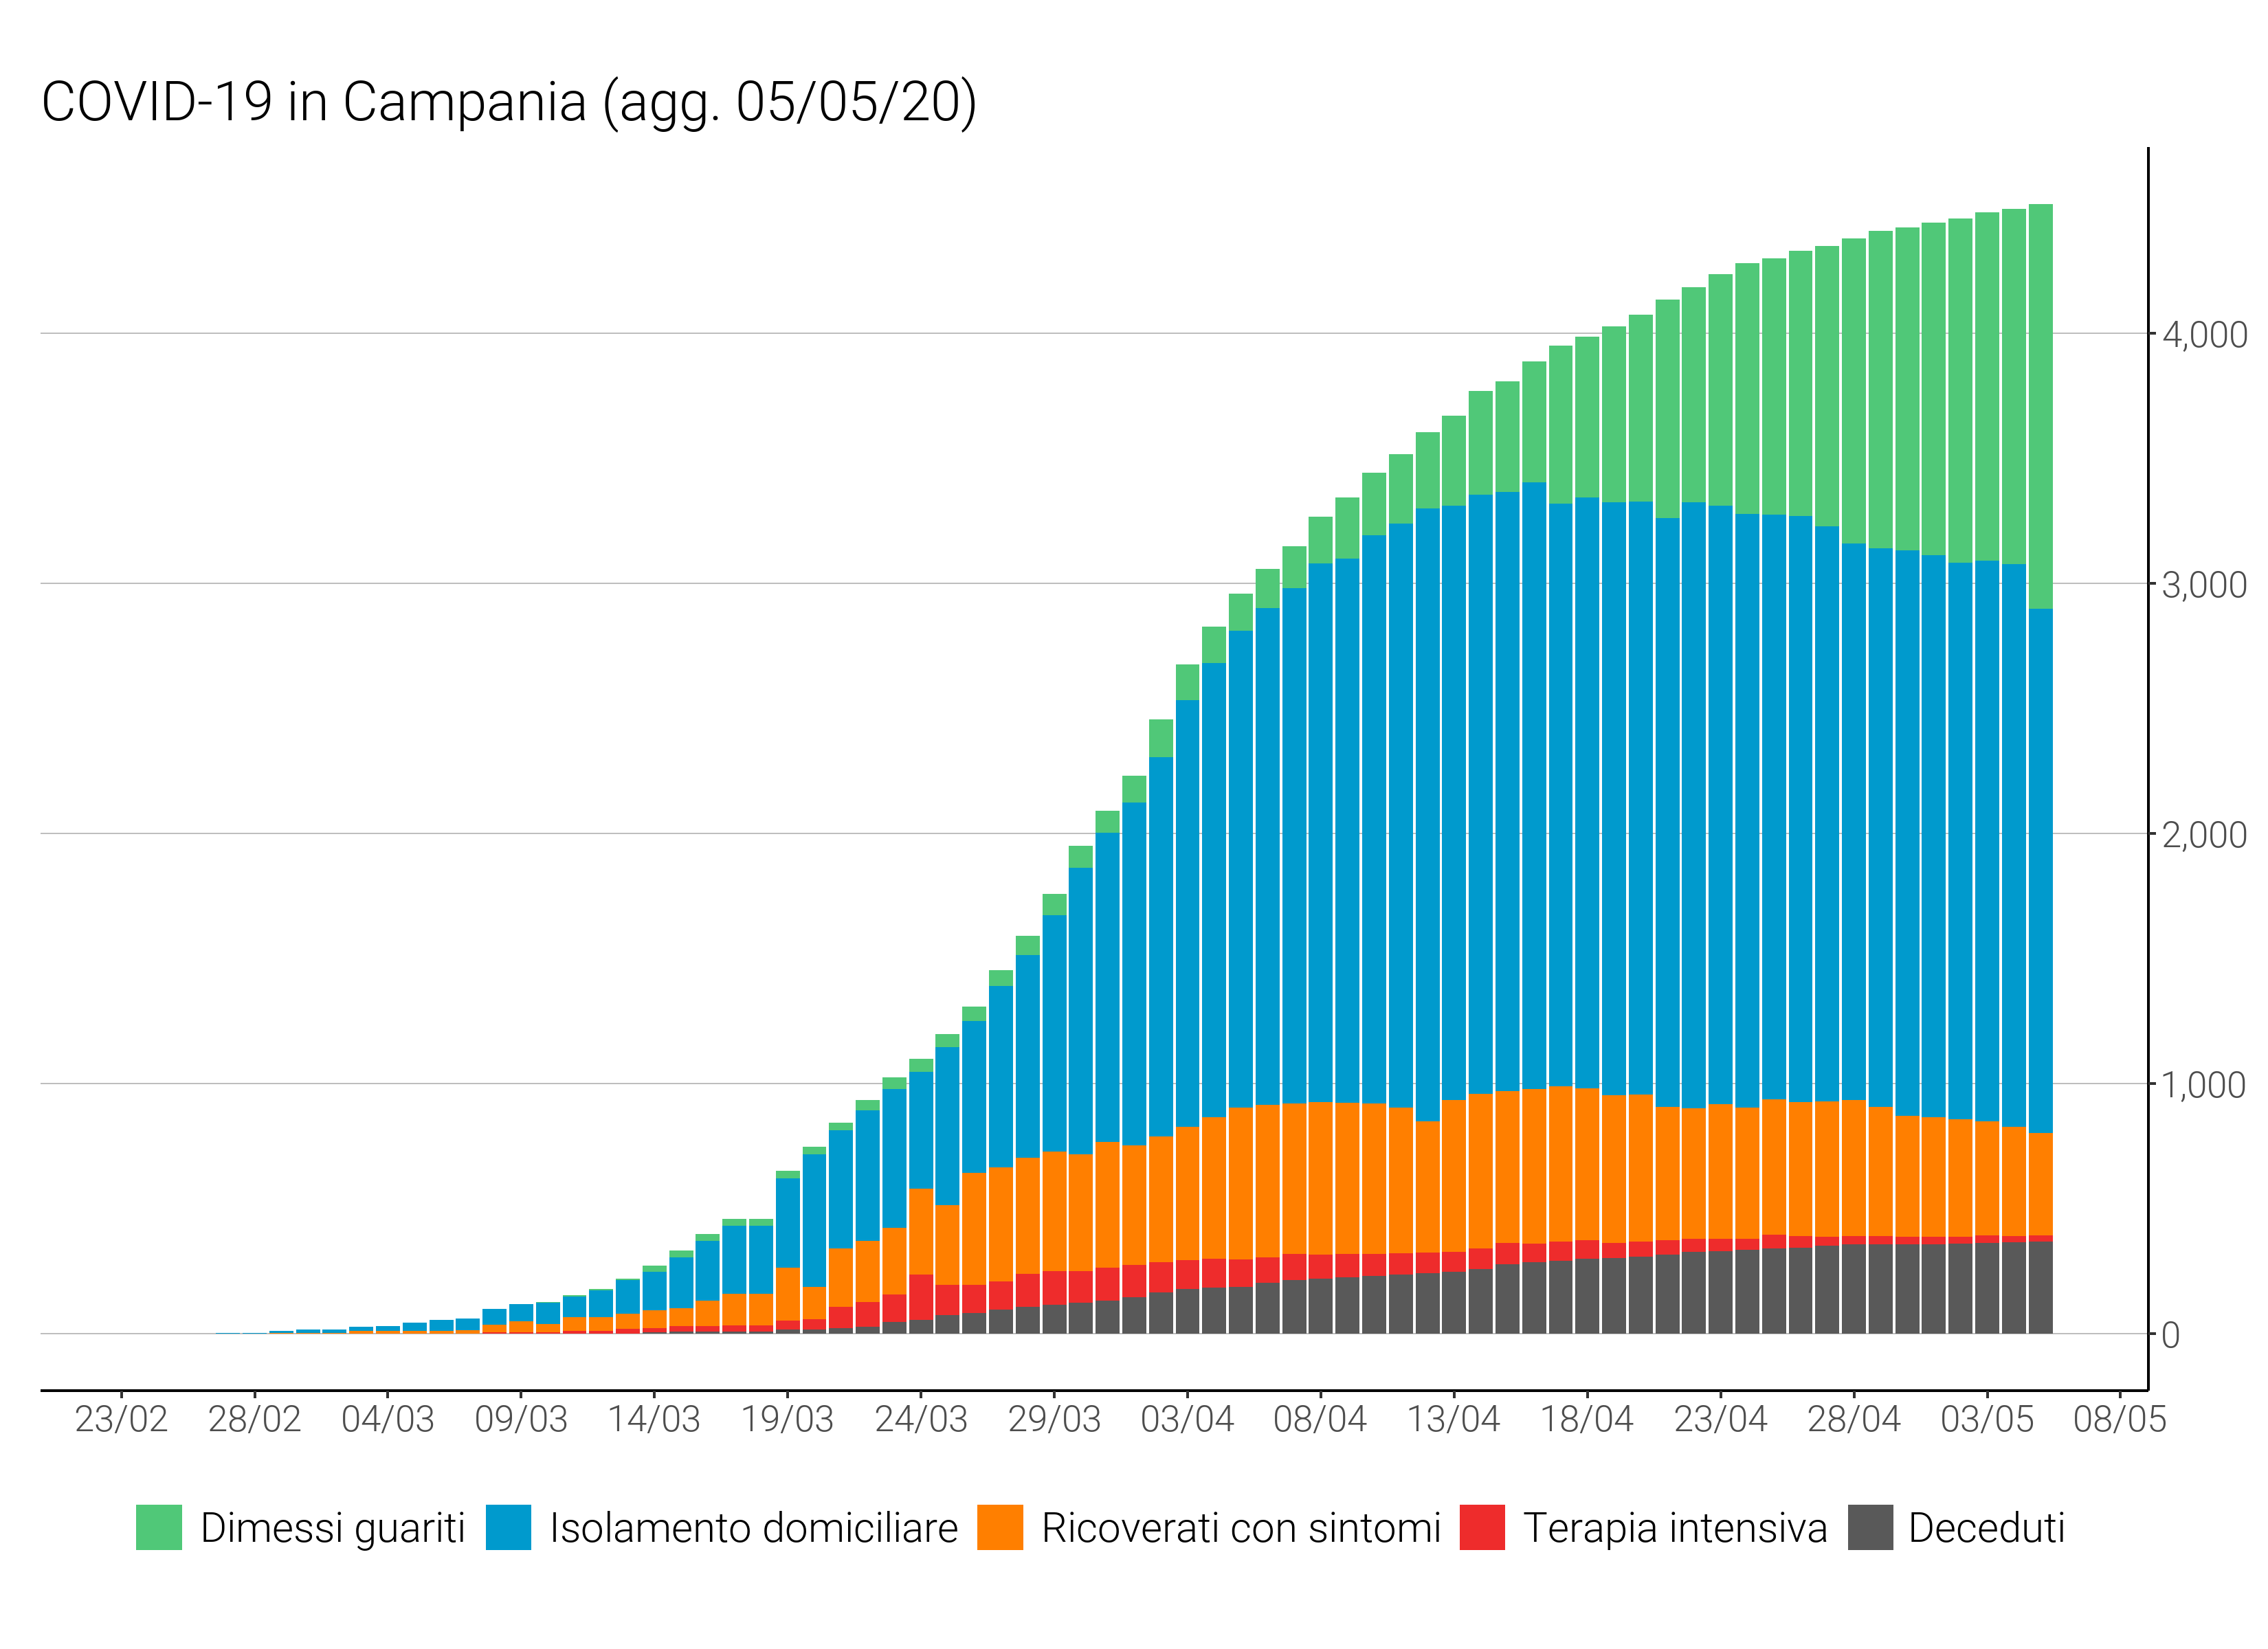 COVID-19 in Campania (agg. 05/05/20)
4,000
3,000
2,000
1,000
0
23/02 28/02 04/03 09/03 14/03 19/03 24/03 29/03 03/04 08/04 13/04 18/04 23/04 28/04 03/05 08/05
Dimessi guariti Isolamento domiciliare Ricoverati con sintomi Terapia intensiva Deceduti